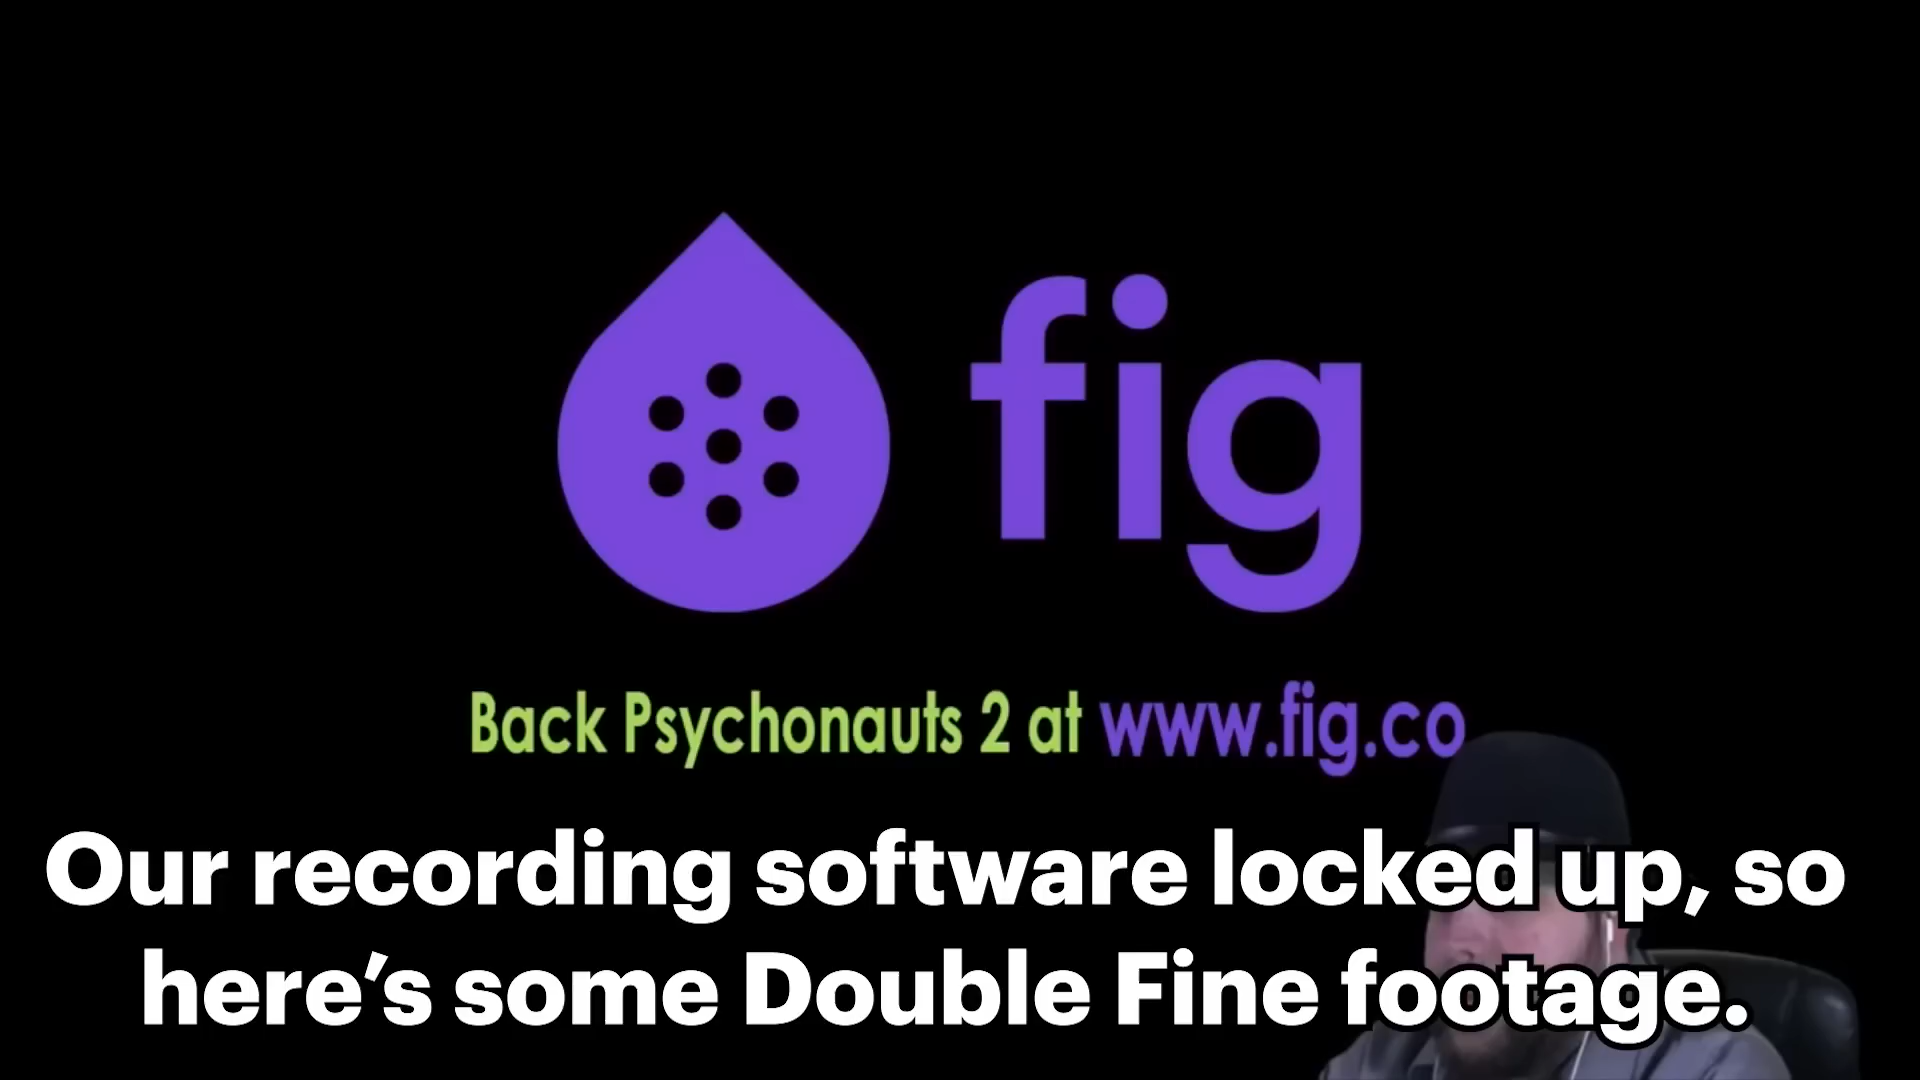 fig
Back Psychonauts 2 at www.fig.co
Our recording software locked up, so
here’s some Double Fine footage.